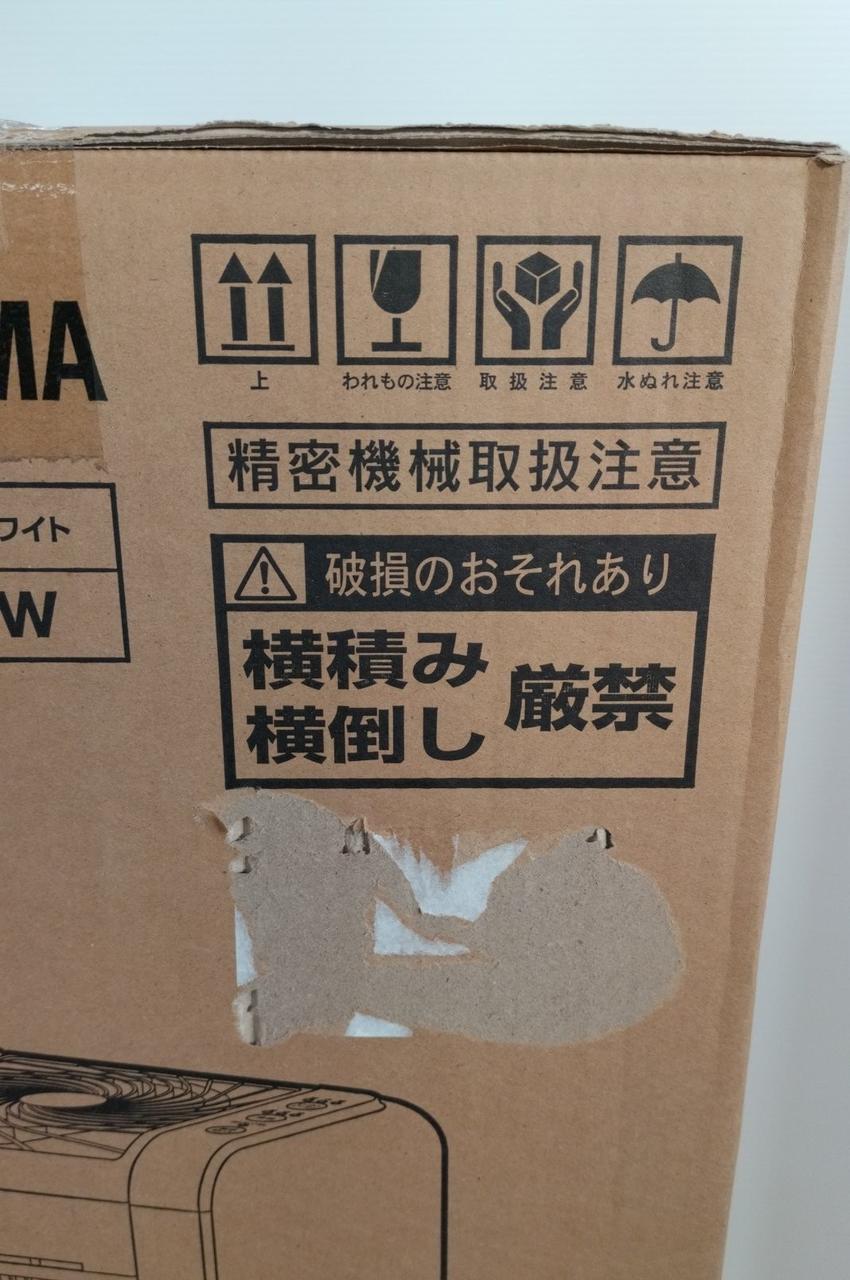 MA
上 われもの注意 取扱注意 水ぬれ注意
精密機械取扱注意
ワイト
W
破損のおそれあり
横積み 厳禁
横倒し